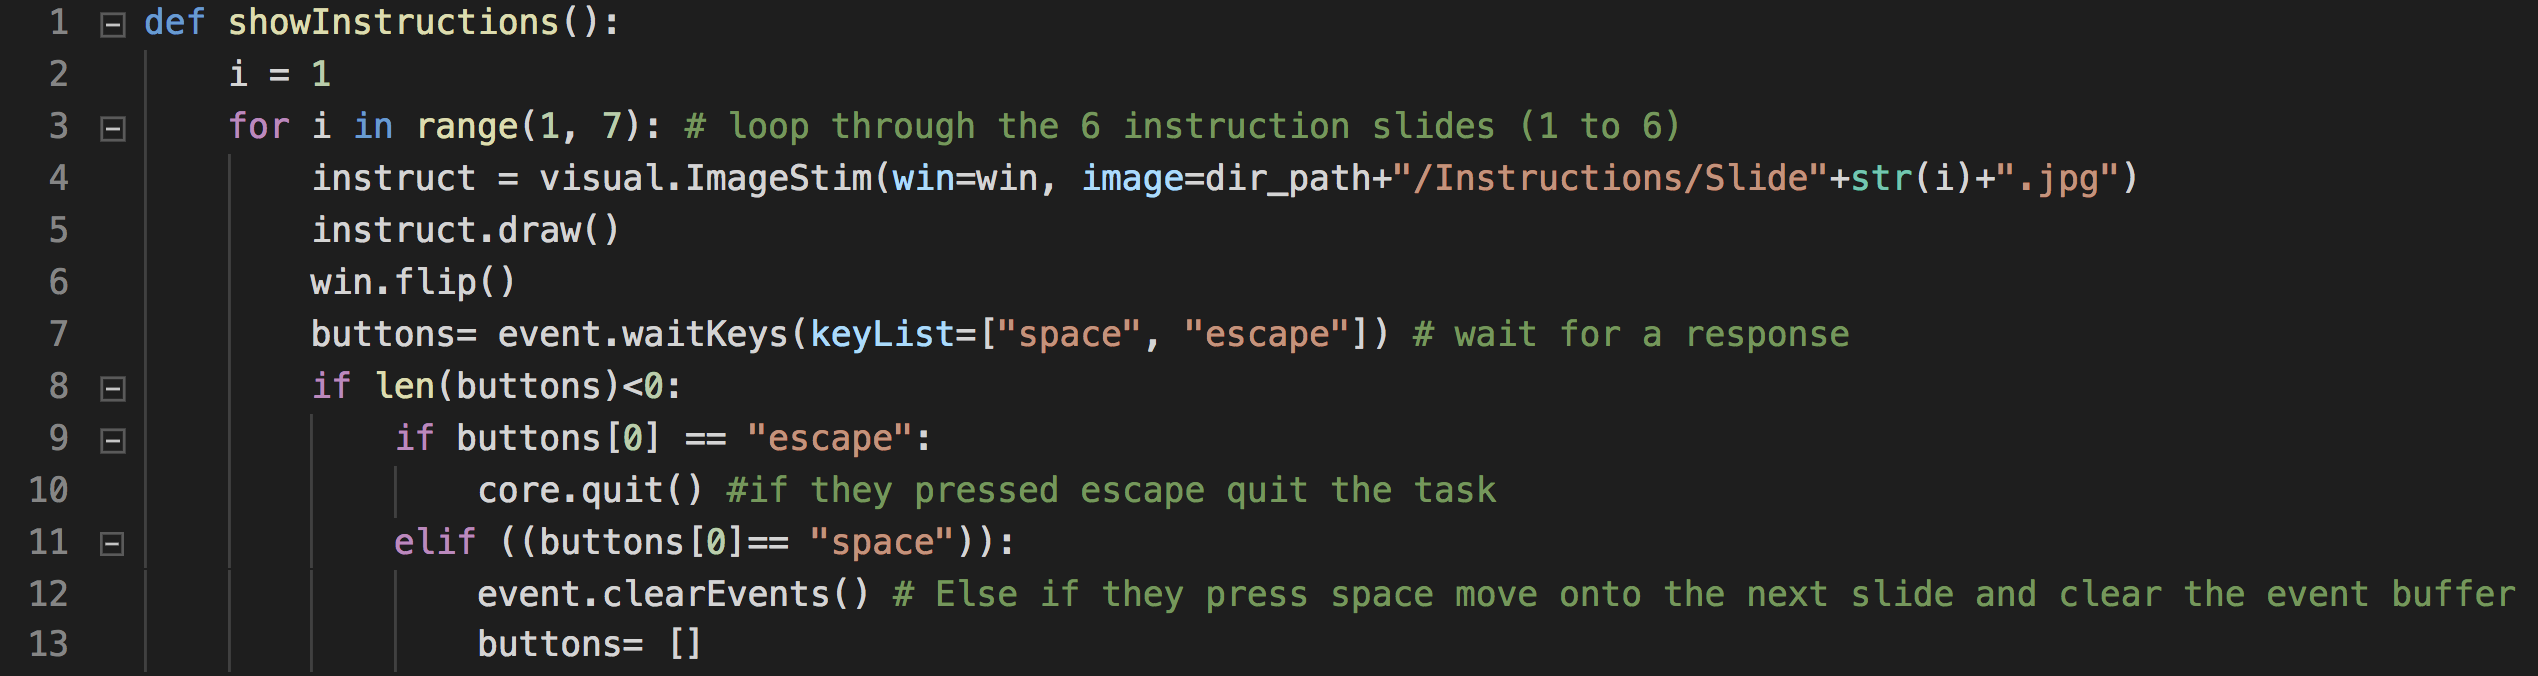 1 def showInstructions():
2     i = 1
3     for i in range(1, 7): # loop through the 6 instruction slides (1 to 6)
4         instruct = visual.ImageStim(win=win, image=dir_path+"/Instructions/Slide"+str(i)+".jpg")
5         instruct.draw()
6         win.flip()
7         buttons= event.waitKeys(keyList=["space", "escape"]) # wait for a response
8         if len(buttons)<0:
9             if buttons[0] == "escape":
10                 core.quit() #if they pressed escape quit the task
11             elif ((buttons[0]== "space")):
12                 event.clearEvents() # Else if they press space move onto the next slide and clear the event buffer
13                 buttons= []